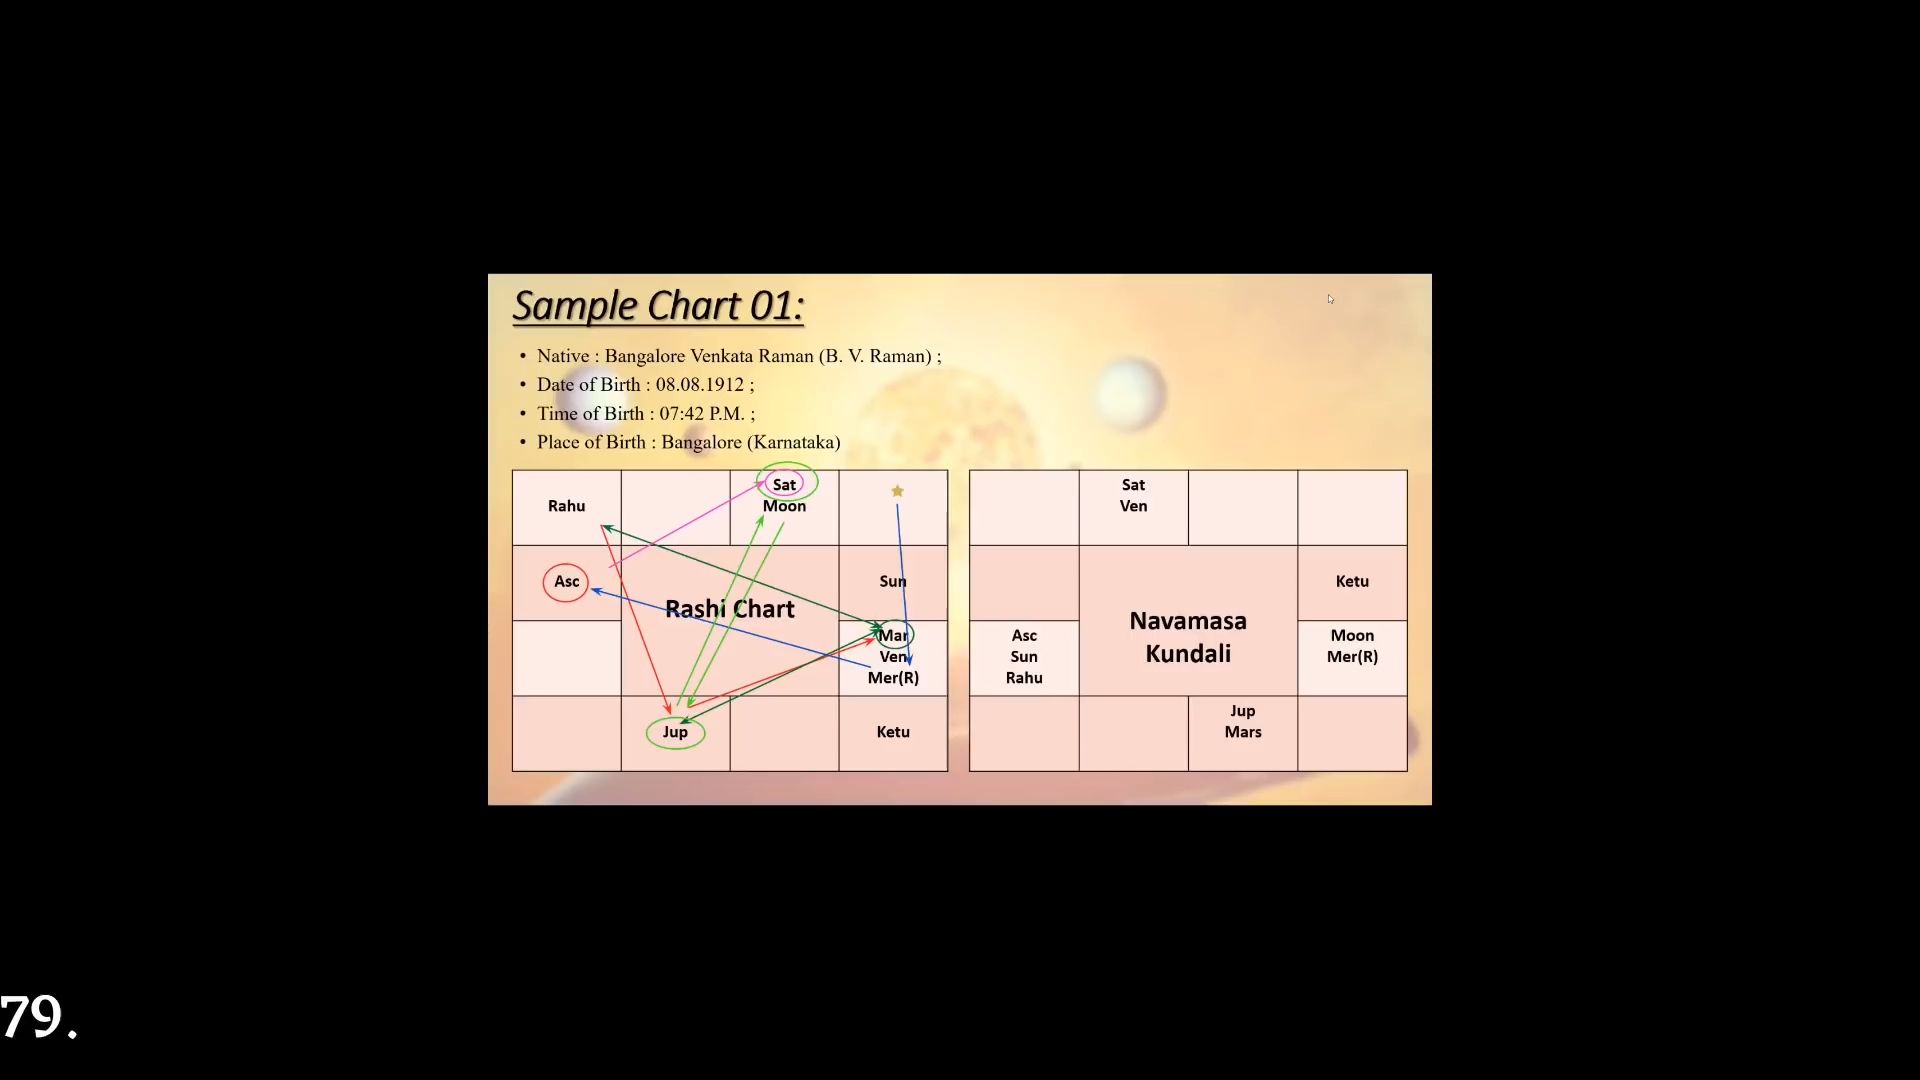 Sample Chart 01:
• Native : Bangalore Venkata Raman (B. V. Raman) ;
• Date of Birth : 08.08.1912 ;
• Time of Birth : 07:42 P.M. ;
• Place of Birth : Bangalore (Karnataka)
Rahu
Sat
Moon
Asc
Rashi Chart
Sun
Mar
Ven
Mer(R)
Jup
Ketu
Sat
Ven
Ketu
Navamasa
Kundali
Asc
Sun
Rahu
Moon
Mer(R)
Jup
Mars
79.